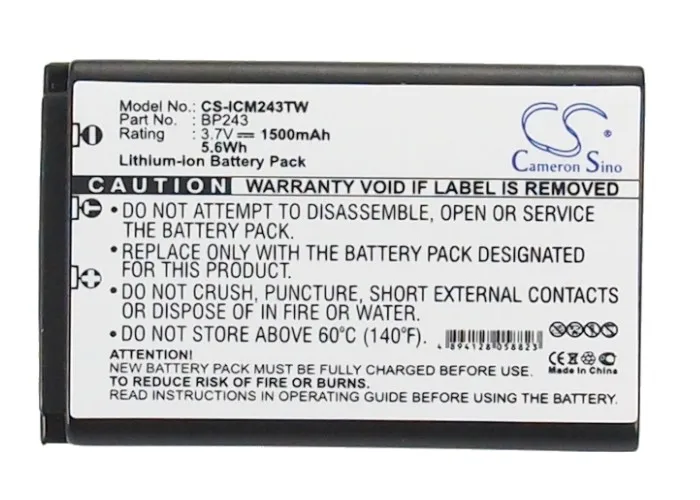 Model No.: CS-ICM243TW
Part No. : BP243
Rating : 3.7V 1500mAh
5.6Wh
Lithium-ion Battery Pack
CS
Cameron Sino
CAUTION WARRANTY VOID IF LABEL IS REMOVED
• DO NOT ATTEMPT TO DISASSEMBLE, OPEN OR SERVICE
THE BATTERY PACK.
• REPLACE ONLY WITH THE BATTERY PACK DESIGNATED
FOR THIS PRODUCT.
• DO NOT CRUSH, PUNCTURE, SHORT EXTERNAL CONTACTS
OR DISPOSE OF IN FIRE OR WATER.
• DO NOT STORE ABOVE 60°C (140°F).
4 894128 058823
CE
Made In China
ATTENTION!
NEW BATTERY PACK MUST BE FULLY CHARGED BEFORE USE.
TO REDUCE RISK OF FIRE OR BURNS.
READ INSTRUCTIONS IN OPERATING GUIDE BEFORE USING BATTERY